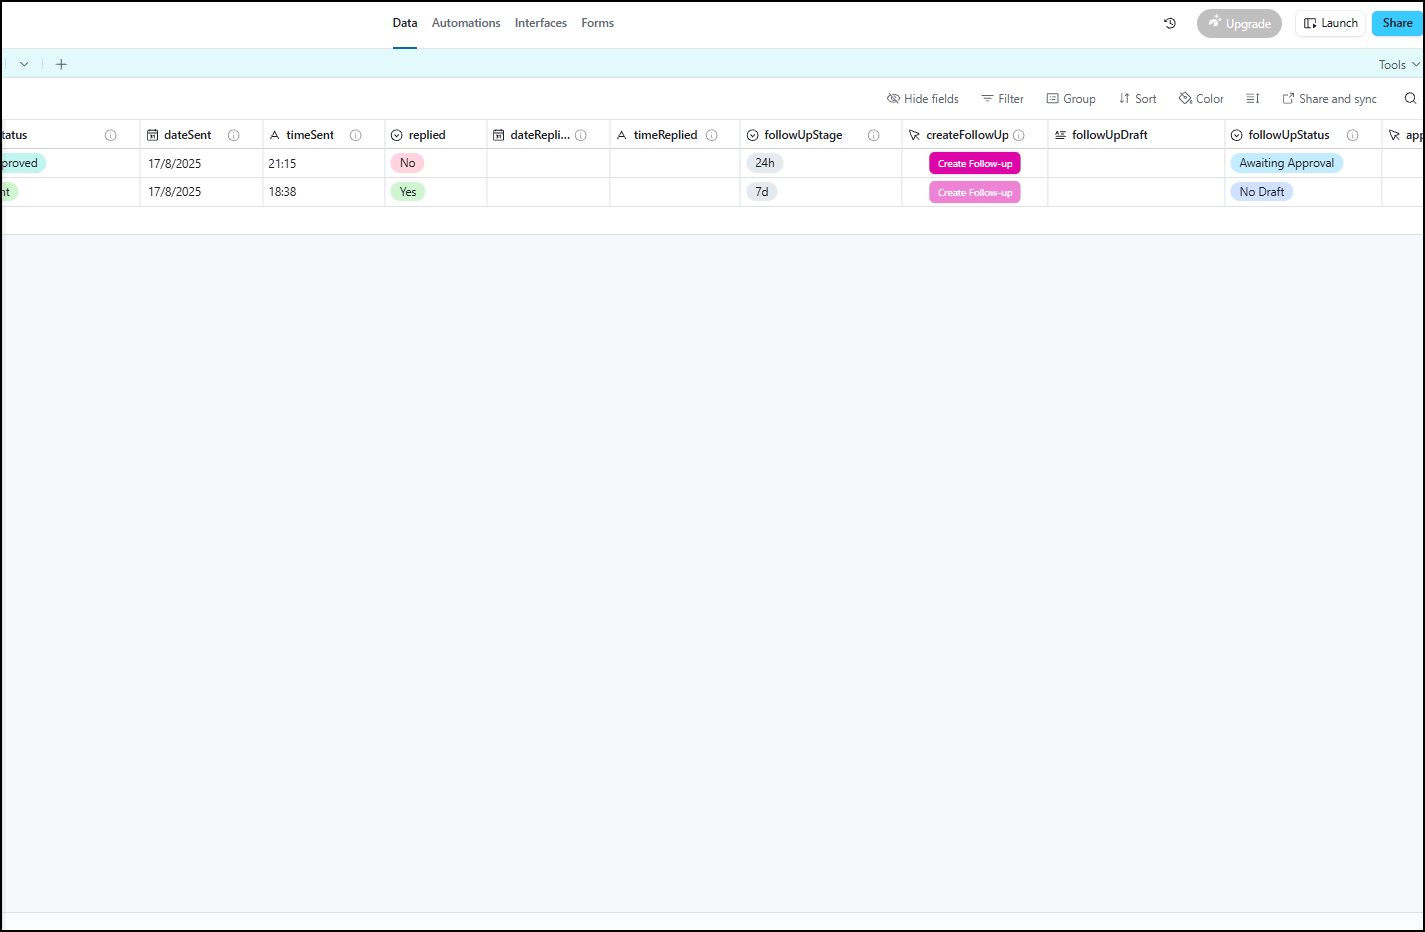 Data Automations Interfaces Forms Upgrade Launch Share
Tools
Hide fields Filter Group Sort Color Share and sync
tatus dateSent timeSent replied dateRepli... timeReplied followUpStage createFollowUp followUpDraft followUpStatus app
proved 17/8/2025 21:15 No 24h Create Follow-up Awaiting Approval
nt 17/8/2025 18:38 Yes 7d Create Follow-up No Draft